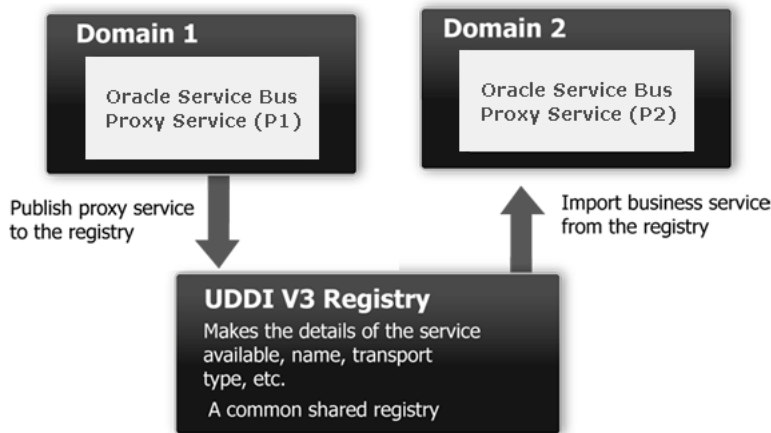 Domain 1
Oracle Service Bus
Proxy Service (P1)
Domain 2
Oracle Service Bus
Proxy Service (P2)
Publish proxy service
to the registry
Import business service
from the registry
UDDI V3 Registry
Makes the details of the service
available, name, transport
type, etc.
A common shared registry